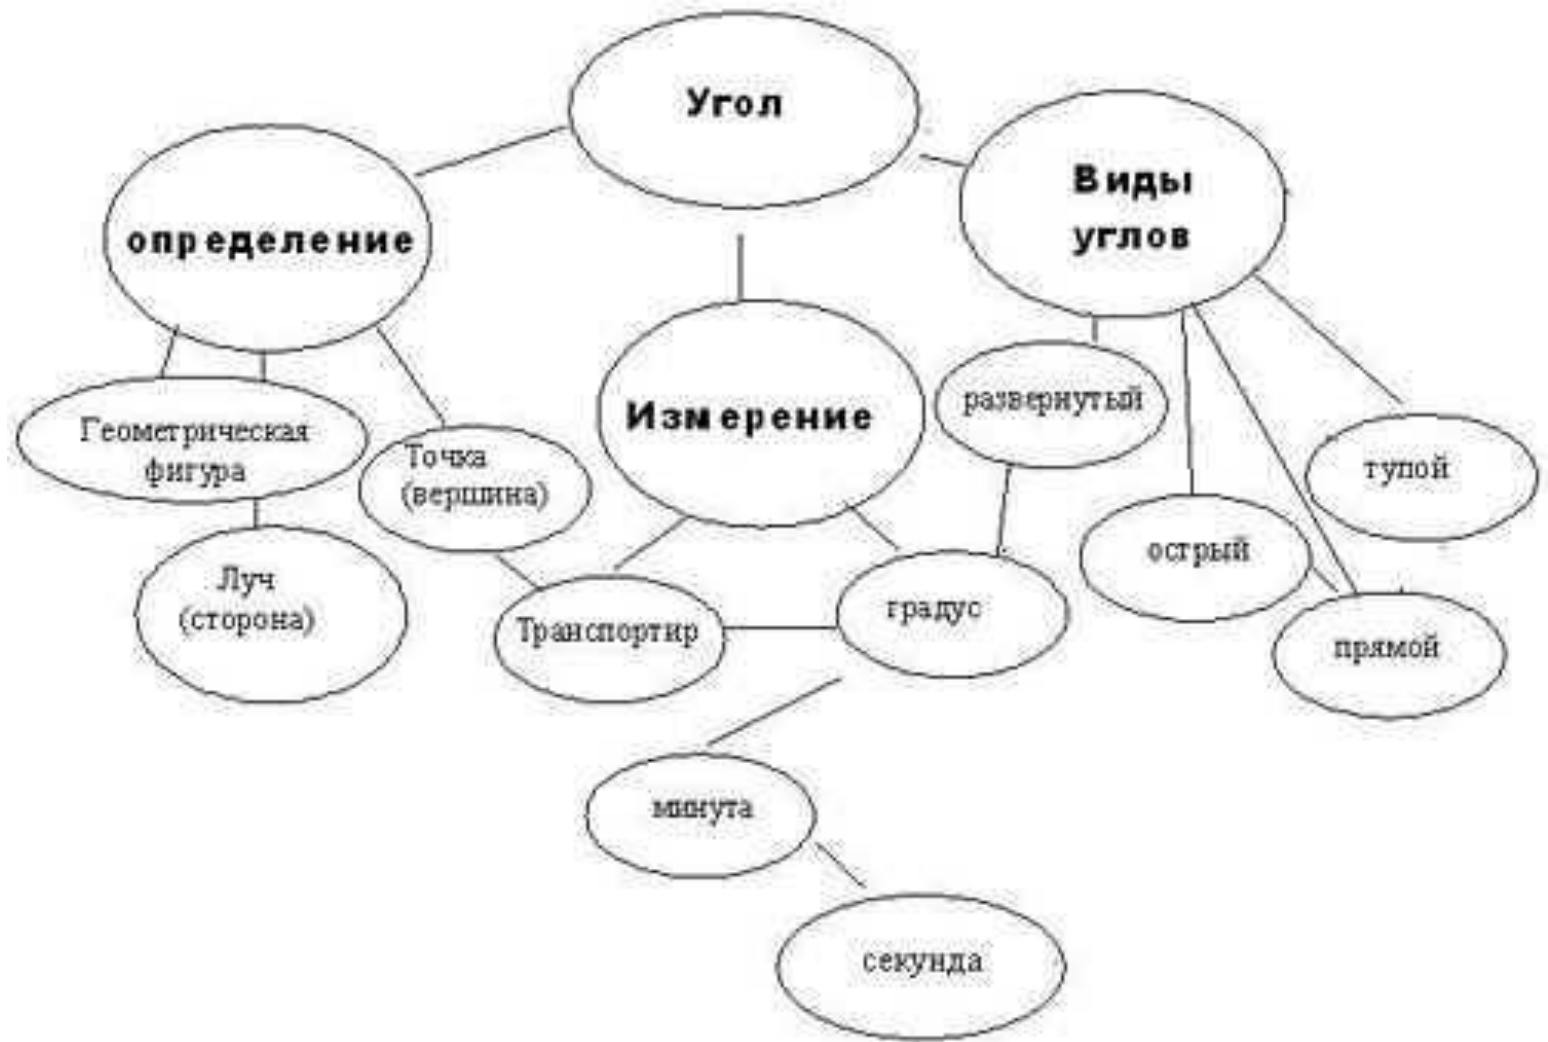 Угол
Виды
углов
определение
Измерение
развернутый
Геометрическая
фигура
Точка
(вершина)
тупой
острый
Луч
(сторона)
Транспортир
градус
прямой
минута
секунда